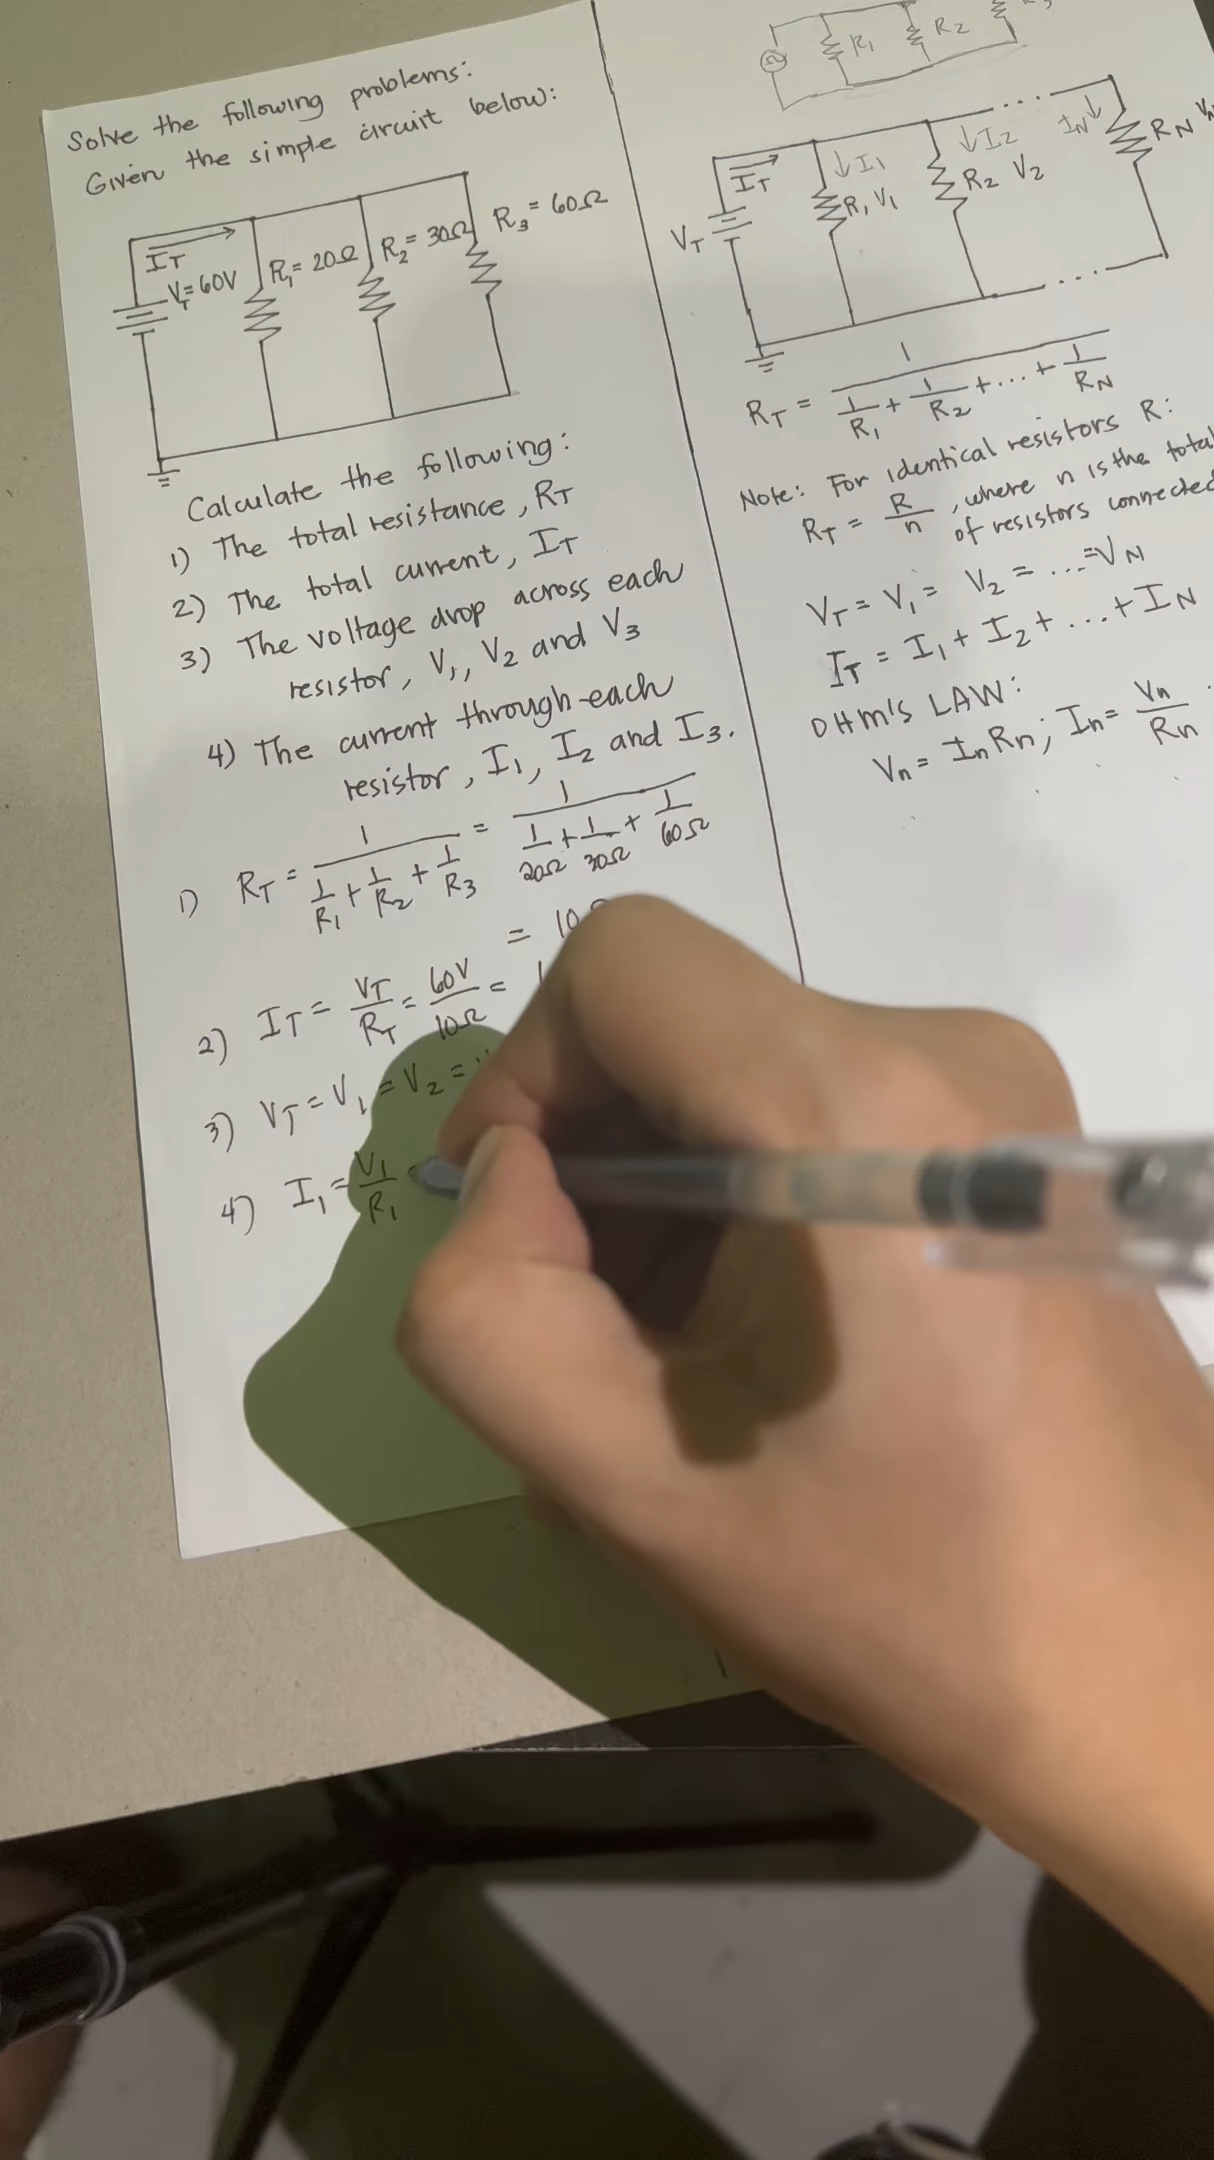 Solve the following problems:
Given the simple circuit below:
IT
VT=60V
R1= 20Ω
R2= 30Ω
R3= 60Ω
Calculate the following:
1) The total resistance, RT
2) The total current, IT
3) The voltage drop across each
resistor, V1, V2 and V3
4) The current through each
resistor, I1, I2 and I3.
1) RT = 1/(1/R1 + 1/R2 + 1/R3) = 1/(1/20Ω + 1/30Ω + 1/60Ω)
= 10
2) IT = VT/RT = 60V/10Ω =
3) VT = V1 = V2 =
4) I1 = V1/R1
R1
R2
IT
VT
↓I1
R1 V1
↓I2
R2 V2
...
IN↓
RN
...
RT = 1/(1/R1 + 1/R2 + ... + 1/RN)
Note: For identical resistors R:
RT = R/n, where n is the total
of resistors connected
VT = V1 = V2 = ... = VN
IT = I1 + I2 + ... + IN
OHM'S LAW:
Vn = InRn; In = Vn/Rn